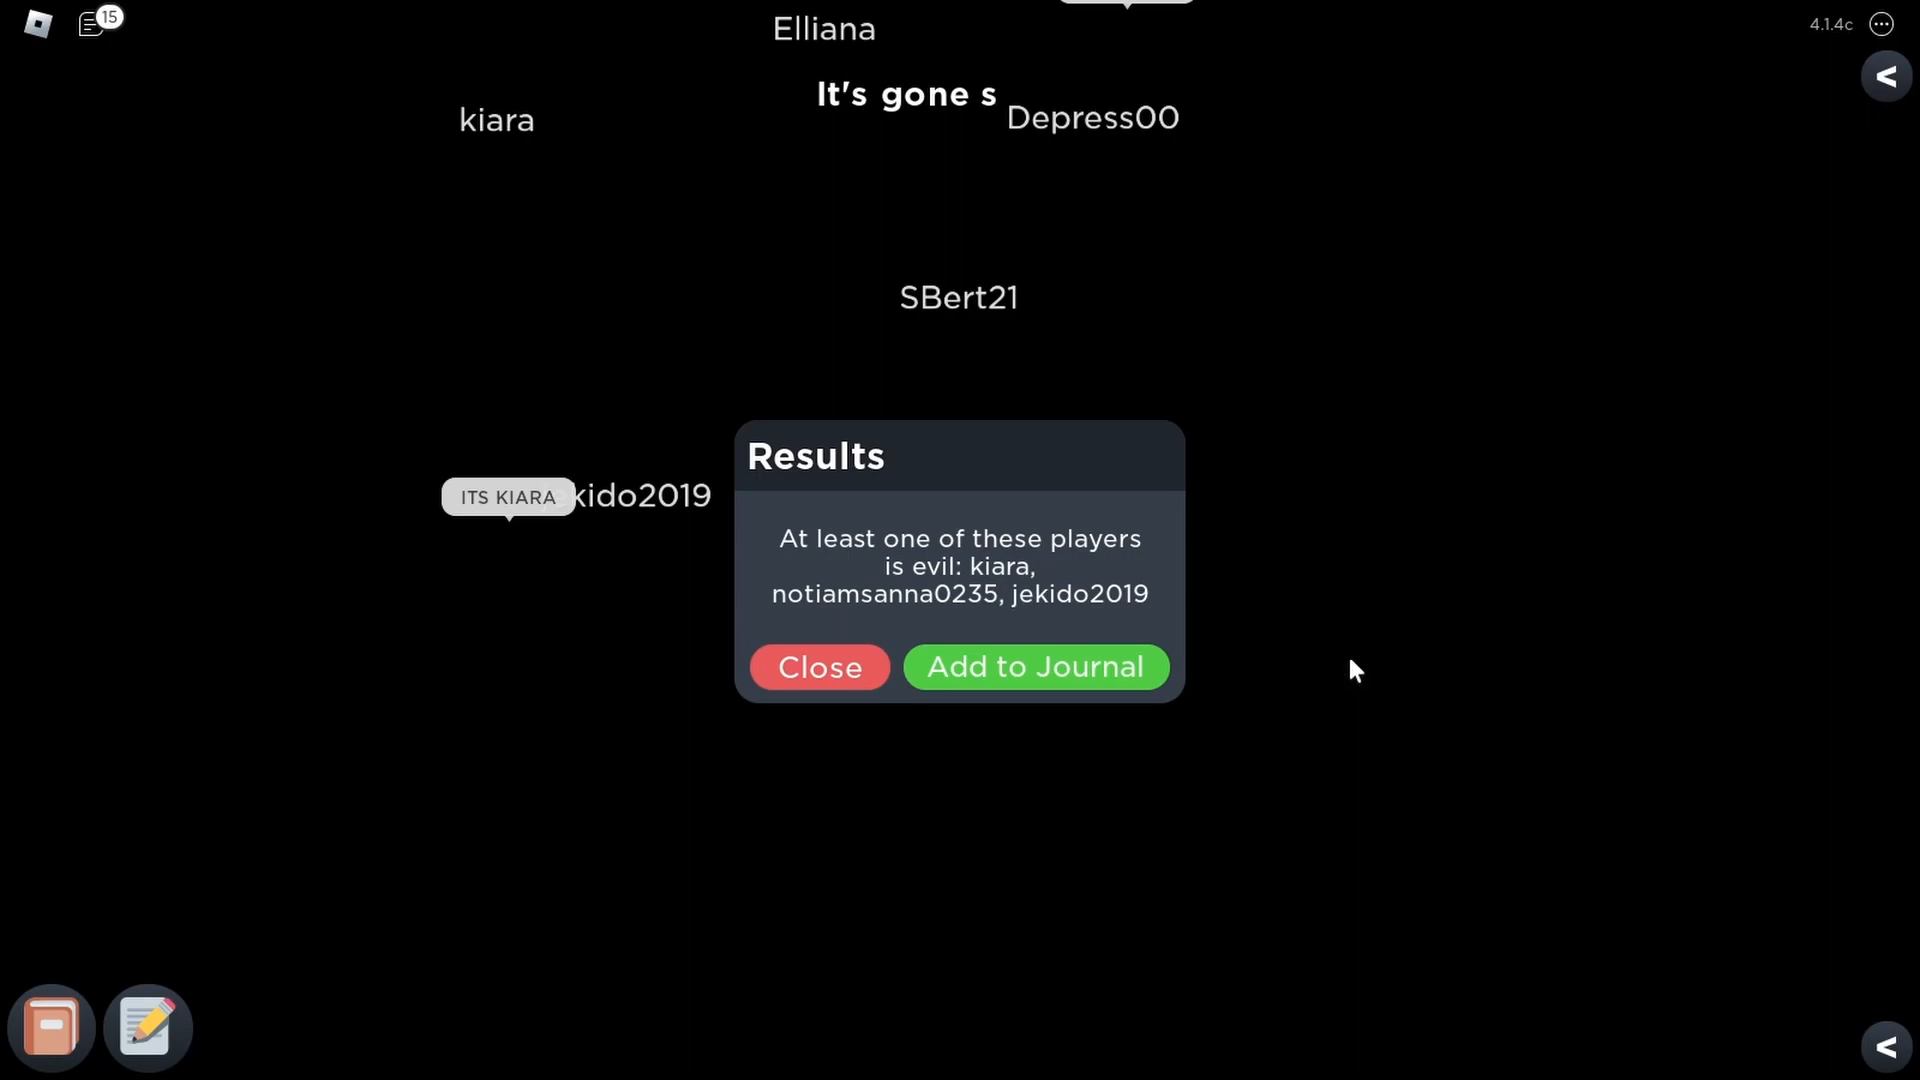 15
4.1.4c
Elliana
It's gone s
kiara
Depress00
SBert21
ITS KIARA
kido2019
Results
At least one of these players
is evil: kiara,
notiamsanna0235, jekido2019
Close
Add to Journal